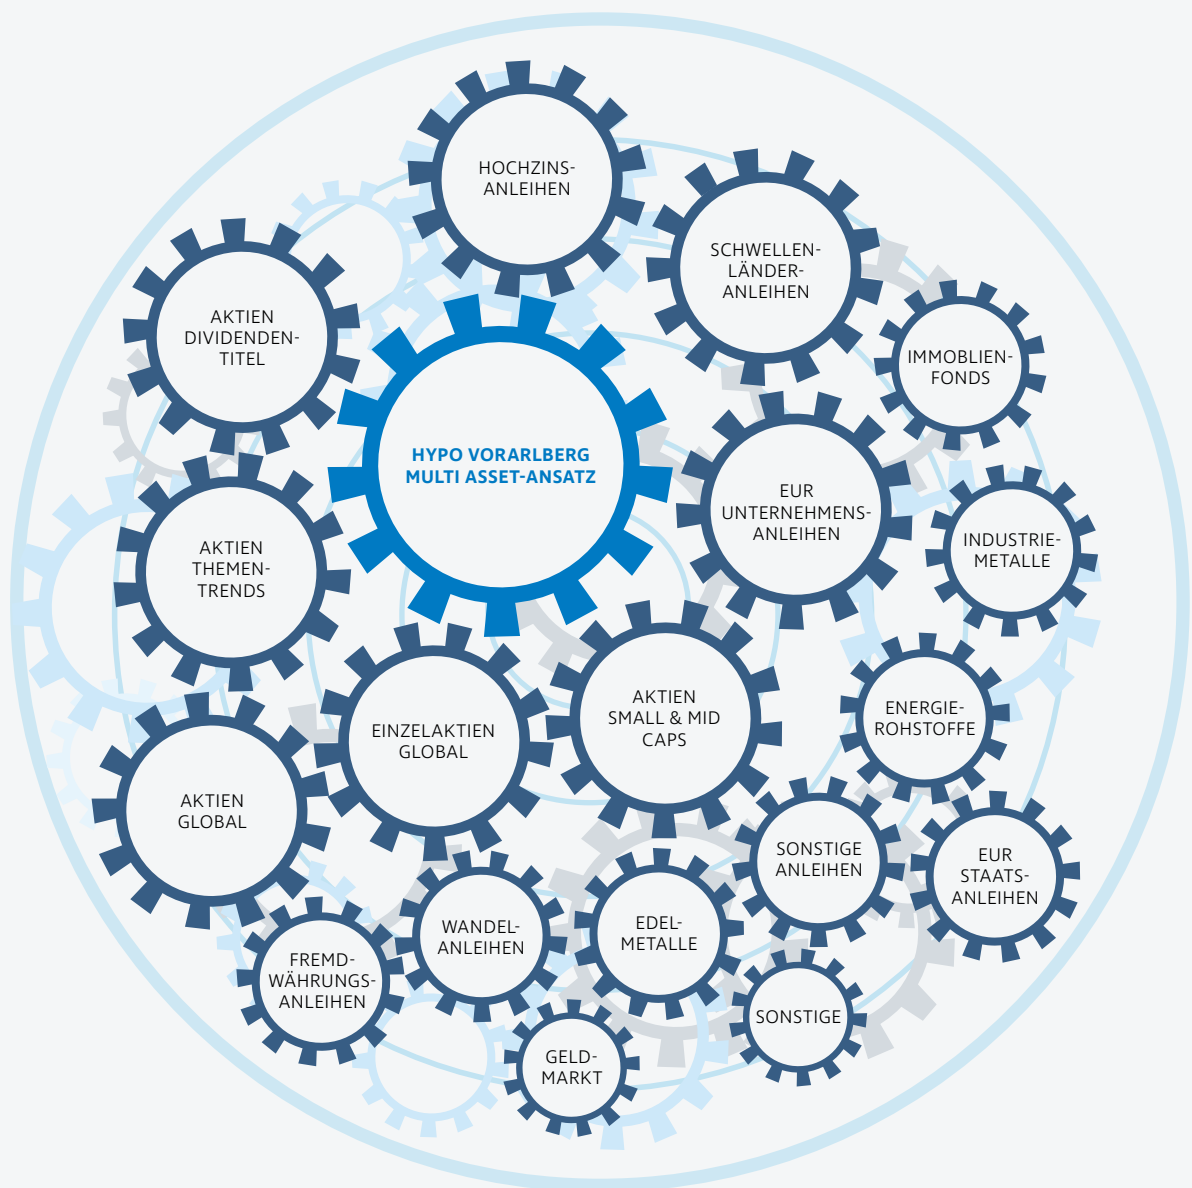 HOCHZINS-
ANLEIHEN
SCHWELLEN-
LÄNDER-
ANLEIHEN
AKTIEN
DIVIDENDEN-
TITEL
IMMOBLIEN-
FONDS
HYPO VORARLBERG
MULTI ASSET-ANSATZ
EUR
UNTERNEHMENS-
ANLEIHEN
AKTIEN
THEMEN-
TRENDS
INDUSTRIE-
METALLE
EINZELAKTIEN
GLOBAL
AKTIEN
SMALL & MID
CAPS
ENERGIE-
ROHSTOFFE
AKTIEN
GLOBAL
SONSTIGE
ANLEIHEN
EUR
STAATS-
ANLEIHEN
WANDEL-
ANLEIHEN
EDEL-
METALLE
FREMD-
WÄHRUNGS-
ANLEIHEN
SONSTIGE
GELD-
MARKT